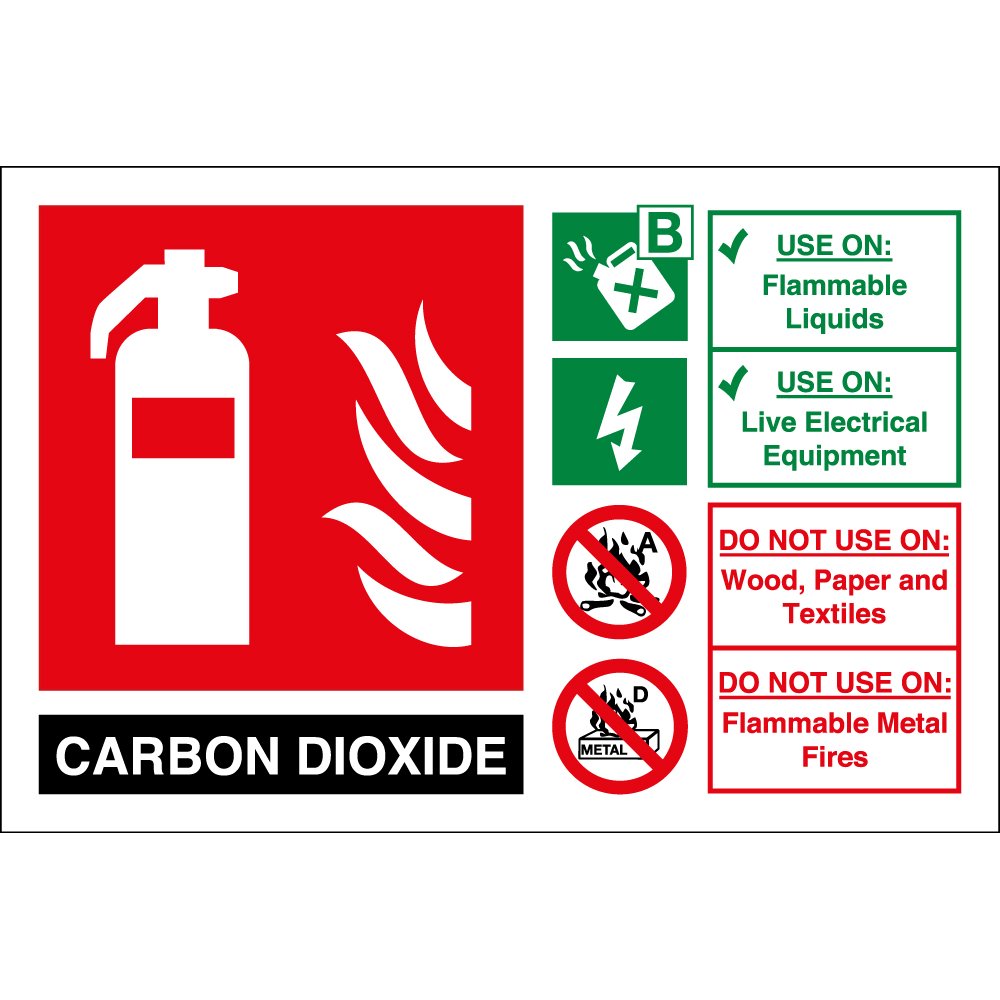 CARBON DIOXIDE
B
USE ON:
Flammable
Liquids
USE ON:
Live Electrical
Equipment
A
DO NOT USE ON:
Wood, Paper and
Textiles
D
METAL
DO NOT USE ON:
Flammable Metal
Fires